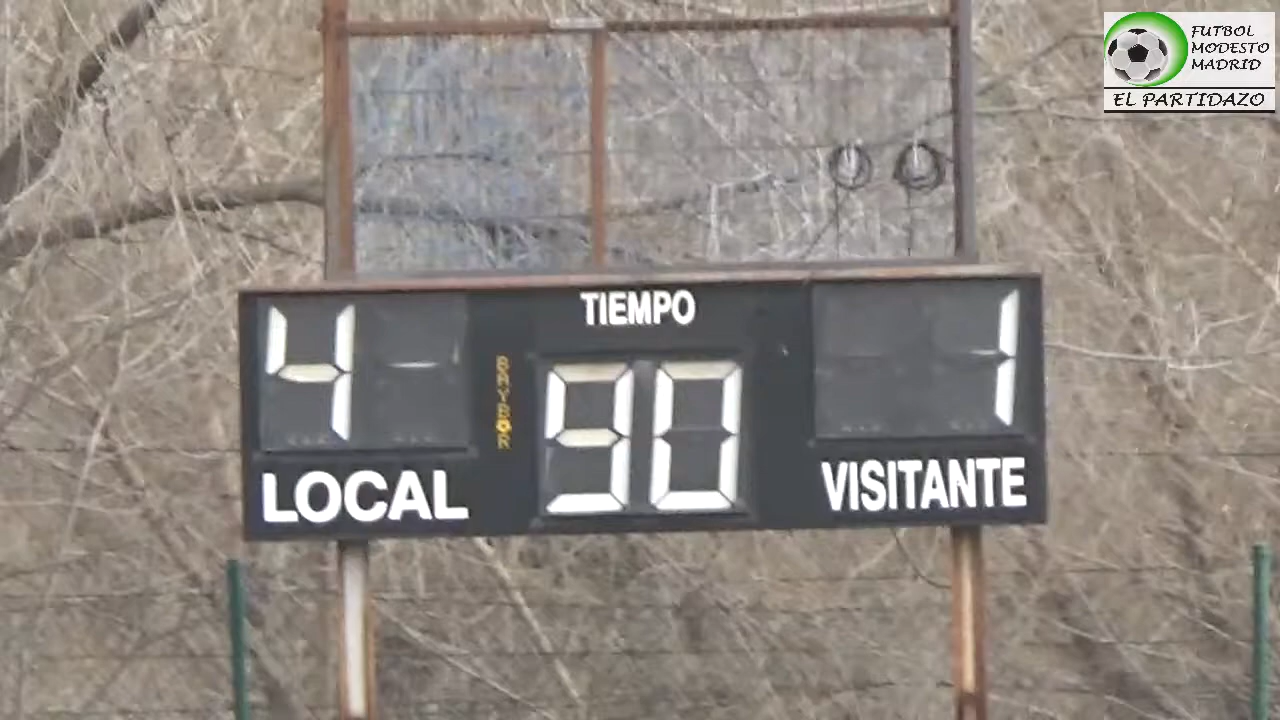 FUTBOL
MODESTO
MADRID
EL PARTIDAZO
TIEMPO
4
1
90
LOCAL
VISITANTE